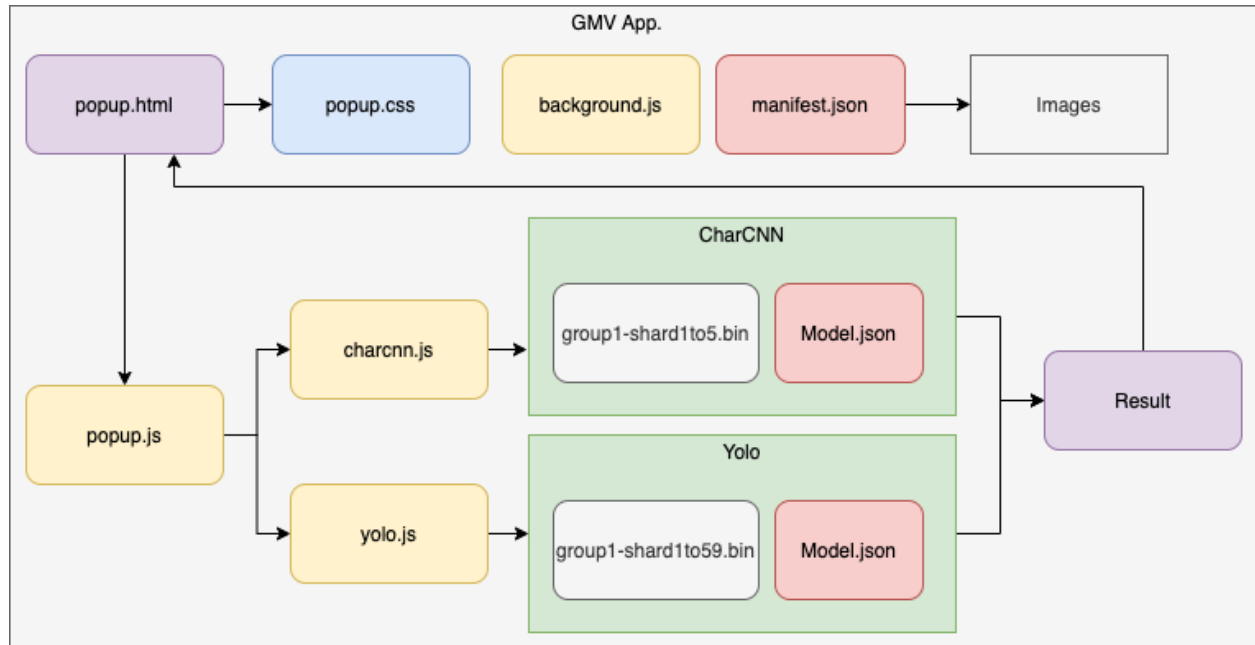 GMV App.
popup.html
popup.css
background.js
manifest.json
Images
CharCNN
group1-shard1to5.bin
Model.json
charcnn.js
Result
popup.js
Yolo
yolo.js
group1-shard1to59.bin
Model.json